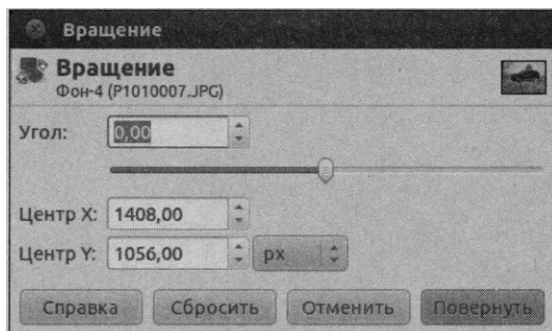 Вращение
Вращение
Фон-4 (P1010007.JPG)
Угол: 0,00
Центр X: 1408,00
Центр Y: 1056,00 px
Справка Сбросить Отменить Повернуть